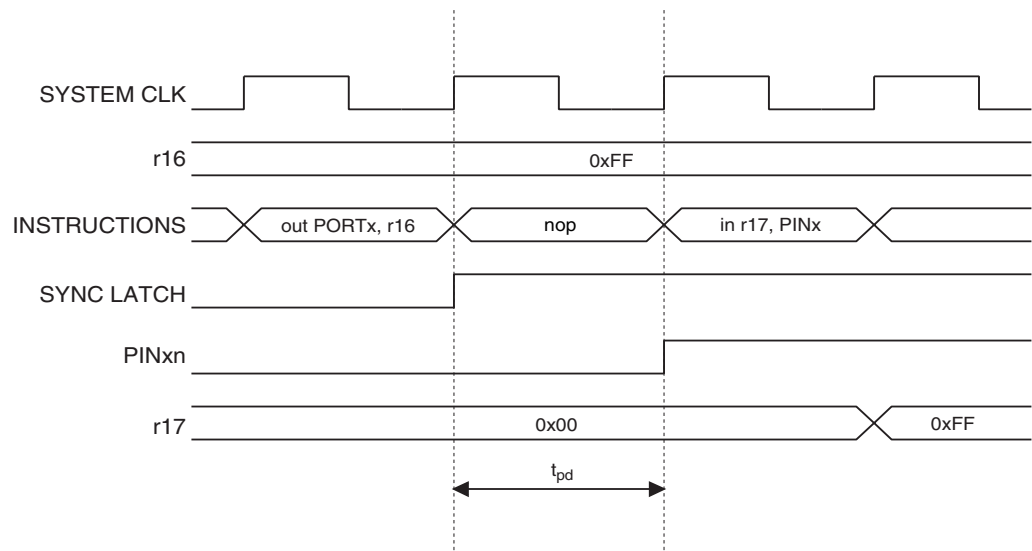 SYSTEM CLK
r16
0xFF
INSTRUCTIONS
out PORTx, r16
nop
in r17, PINx
SYNC LATCH
PINxn
r17
0x00
0xFF
tpd